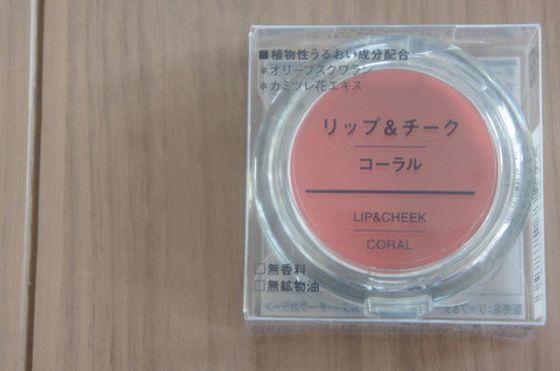 ■植物性うるおい成分配合
＊オリーブスクワラン
＊カミツレ花エキス
リップ＆チーク
コーラル
LIP&CHEEK
CORAL
□無香料
□無鉱物油